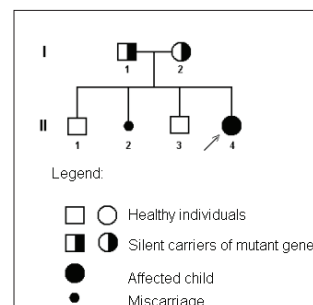 I
1 2
II
1 2 3 4
Legend:
Healthy individuals
Silent carriers of mutant gene
Affected child
Miscarriage